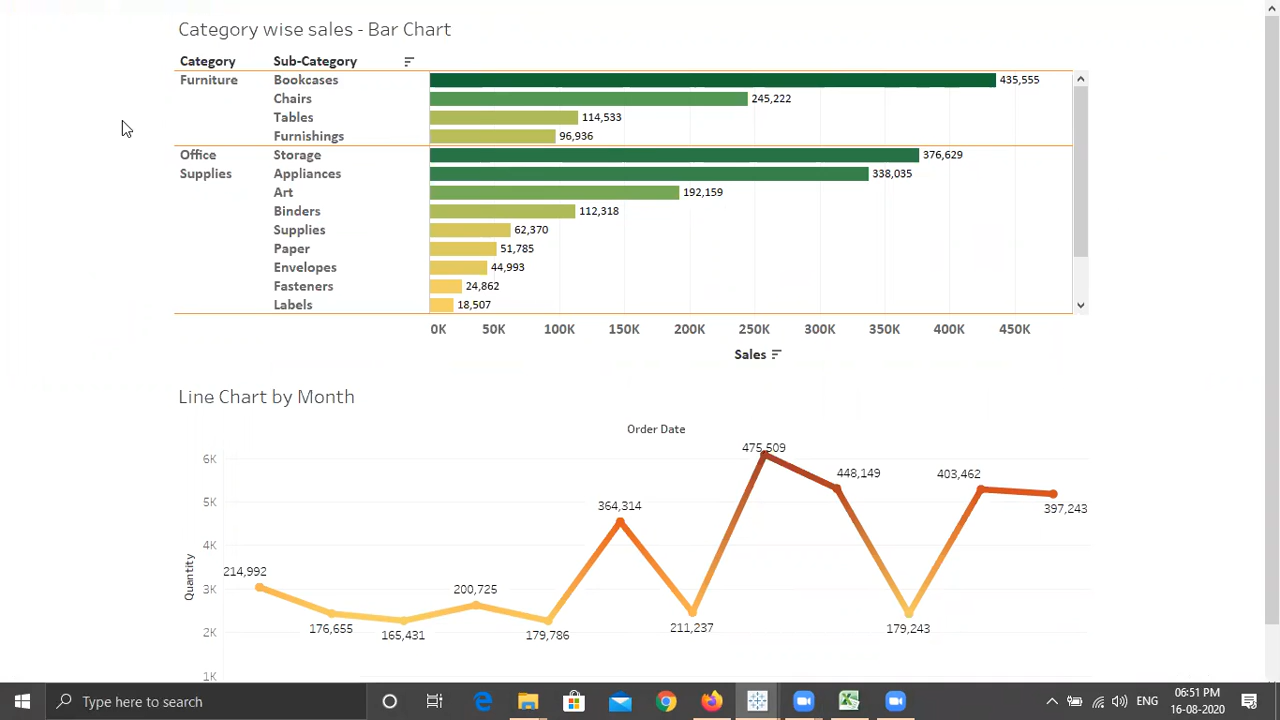 Category wise sales - Bar Chart
Category Sub-Category
Furniture Bookcases 435,555
Chairs 245,222
Tables 114,533
Furnishings 96,936
Office Storage 376,629
Supplies Appliances 338,035
Art 192,159
Binders 112,318
Supplies 62,370
Paper 51,785
Envelopes 44,993
Fasteners 24,862
Labels 18,507
0K 50K 100K 150K 200K 250K 300K 350K 400K 450K
Sales
Line Chart by Month
Order Date
475,509
6K
403,462
448,149
364,314
5K
397,243
4K
Quantity
214,992
3K
200,725
176,655
165,431
179,786
211,237
179,243
2K
1K
Type here to search
ENG
06:51 PM
16-08-2020